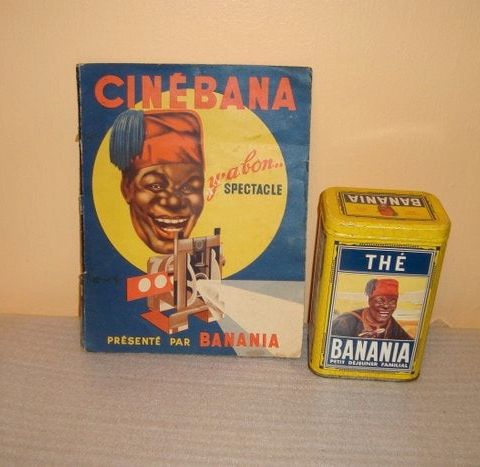 CINÉBANA
y'a bon..
SPECTACLE
PRÉSENTÉ PAR BANANIA
BANANIA
THÉ
BANANIA
PETIT DÉJEUNER FAMILIAL